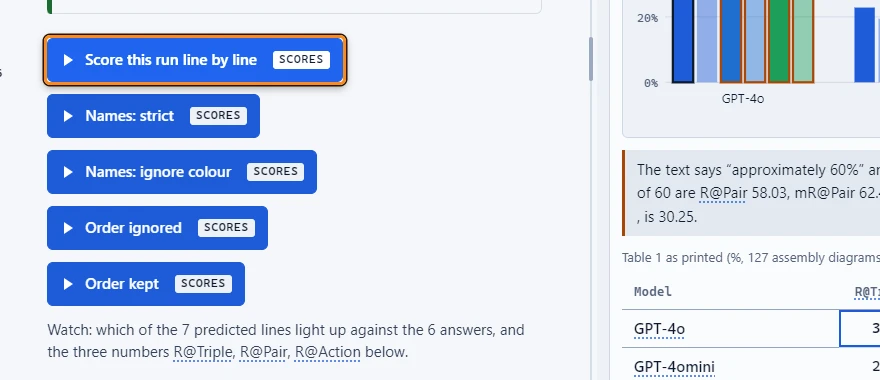 Score this run line by line SCORES
Names: strict SCORES
Names: ignore colour SCORES
Order ignored SCORES
Order kept SCORES
Watch: which of the 7 predicted lines light up against the 6 answers, and
the three numbers R@Triple, R@Pair, R@Action below.
20%
0%
GPT-4o
The text says “approximately 60%”
of 60 are R@Pair 58.03, mR@Pair
, is 30.25.
Table 1 as printed (%, 127 assembly diagrams
Model
GPT-4o
GPT-4omini